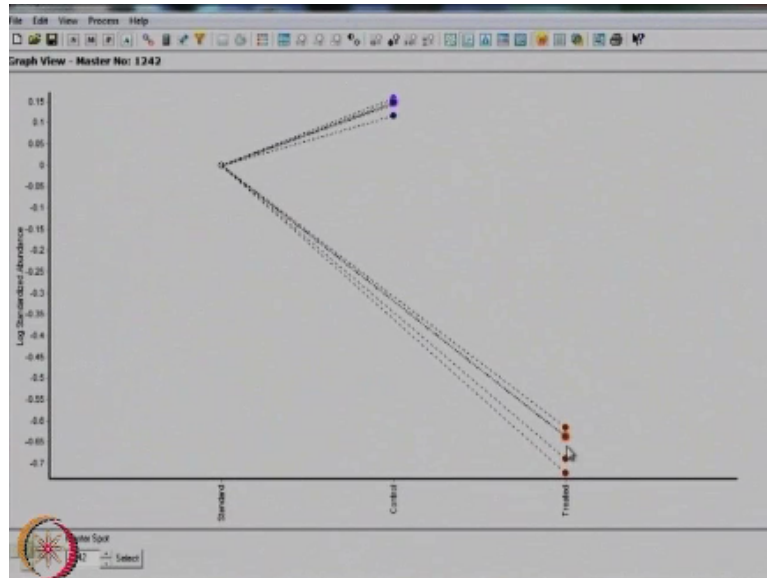 File Edit View Process Help
Graph View - Master No: 1242
0.15
0.1
0.05
0
-0.05
-0.1
-0.15
-0.2
-0.25
-0.3
-0.35
-0.4
-0.45
-0.5
-0.55
-0.6
-0.65
-0.7
Log Standardized Abundance
Standard
Control
Treated
Spot
Select